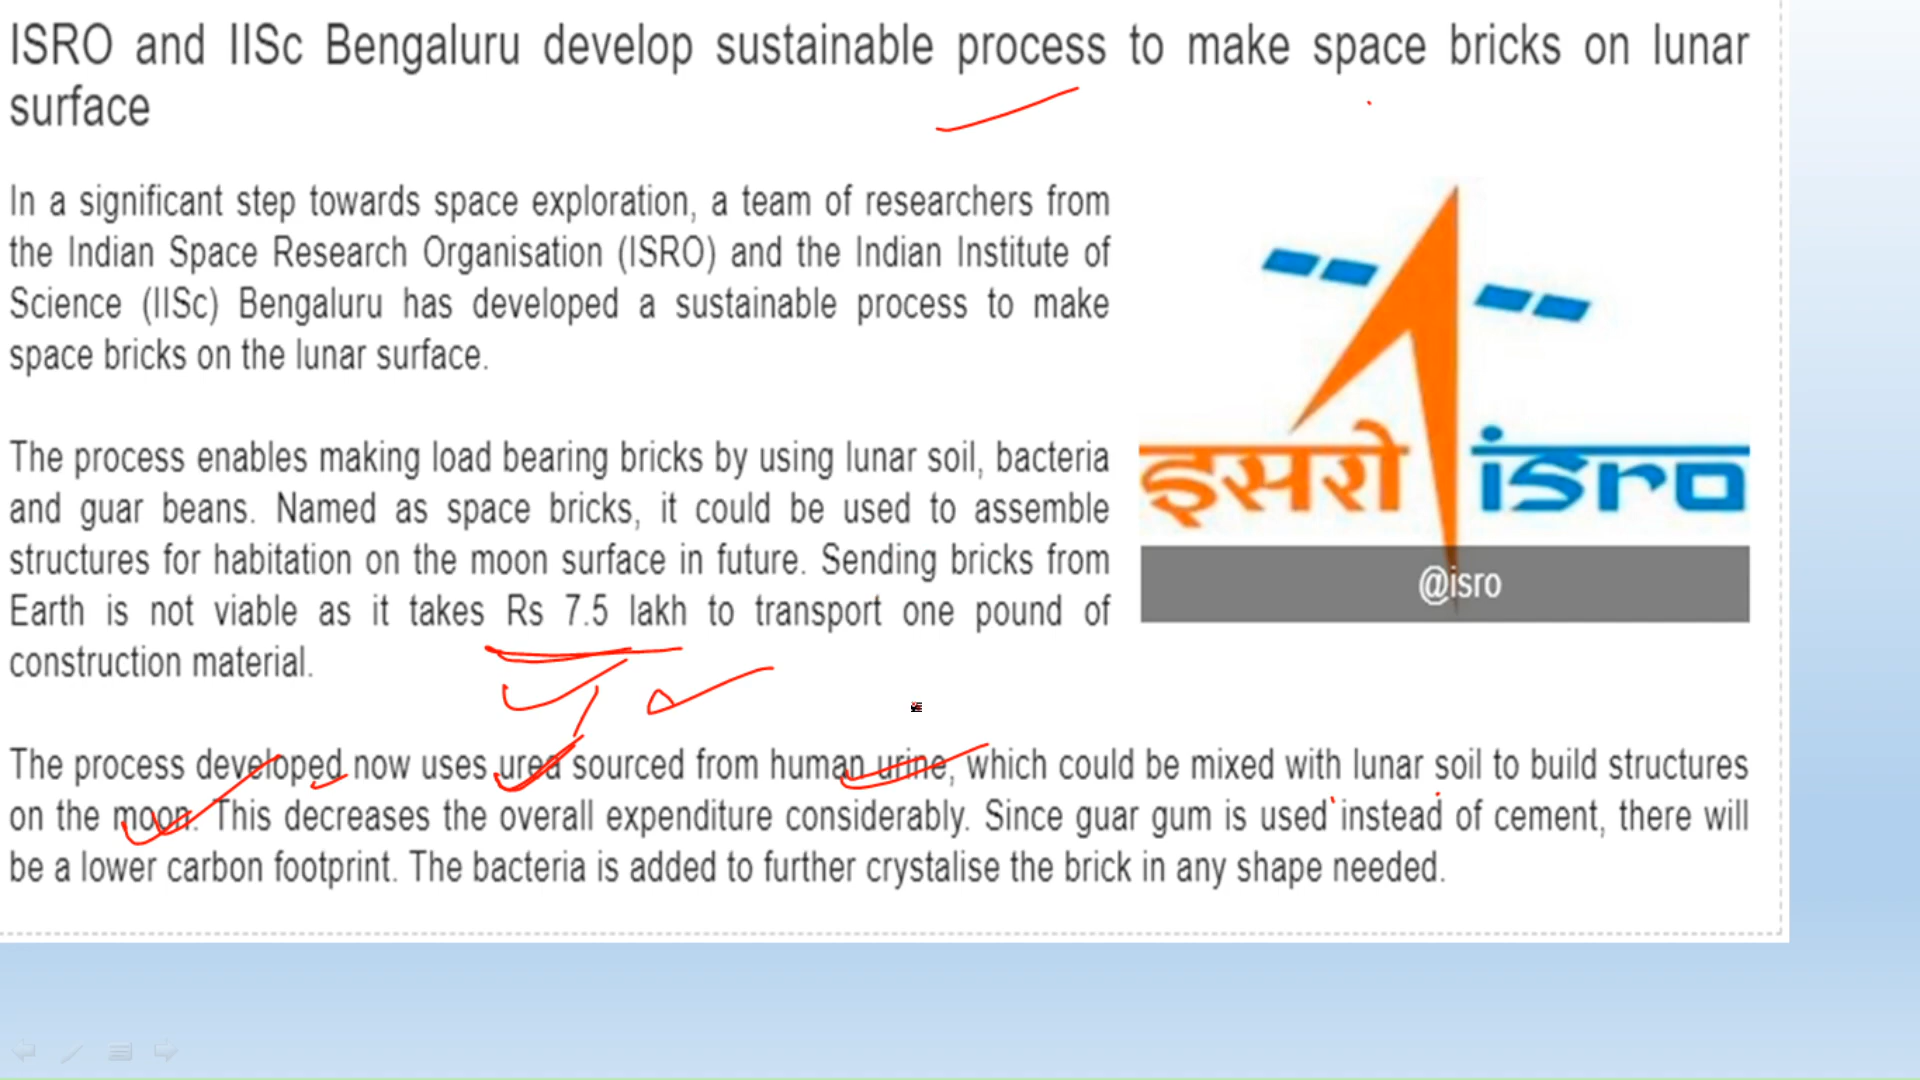 ISRO and IISc Bengaluru develop sustainable process to make space bricks on lunar
surface
In a significant step towards space exploration, a team of researchers from
the Indian Space Research Organisation (ISRO) and the Indian Institute of
Science (IISc) Bengaluru has developed a sustainable process to make
space bricks on the lunar surface.
The process enables making load bearing bricks by using lunar soil, bacteria
and guar beans. Named as space bricks, it could be used to assemble
structures for habitation on the moon surface in future. Sending bricks from
Earth is not viable as it takes Rs 7.5 lakh to transport one pound of
construction material.
इसरो isro
@isro
The process developed now uses urea sourced from human urine, which could be mixed with lunar soil to build structures
on the moon. This decreases the overall expenditure considerably. Since guar gum is used instead of cement, there will
be a lower carbon footprint. The bacteria is added to further crystalise the brick in any shape needed.